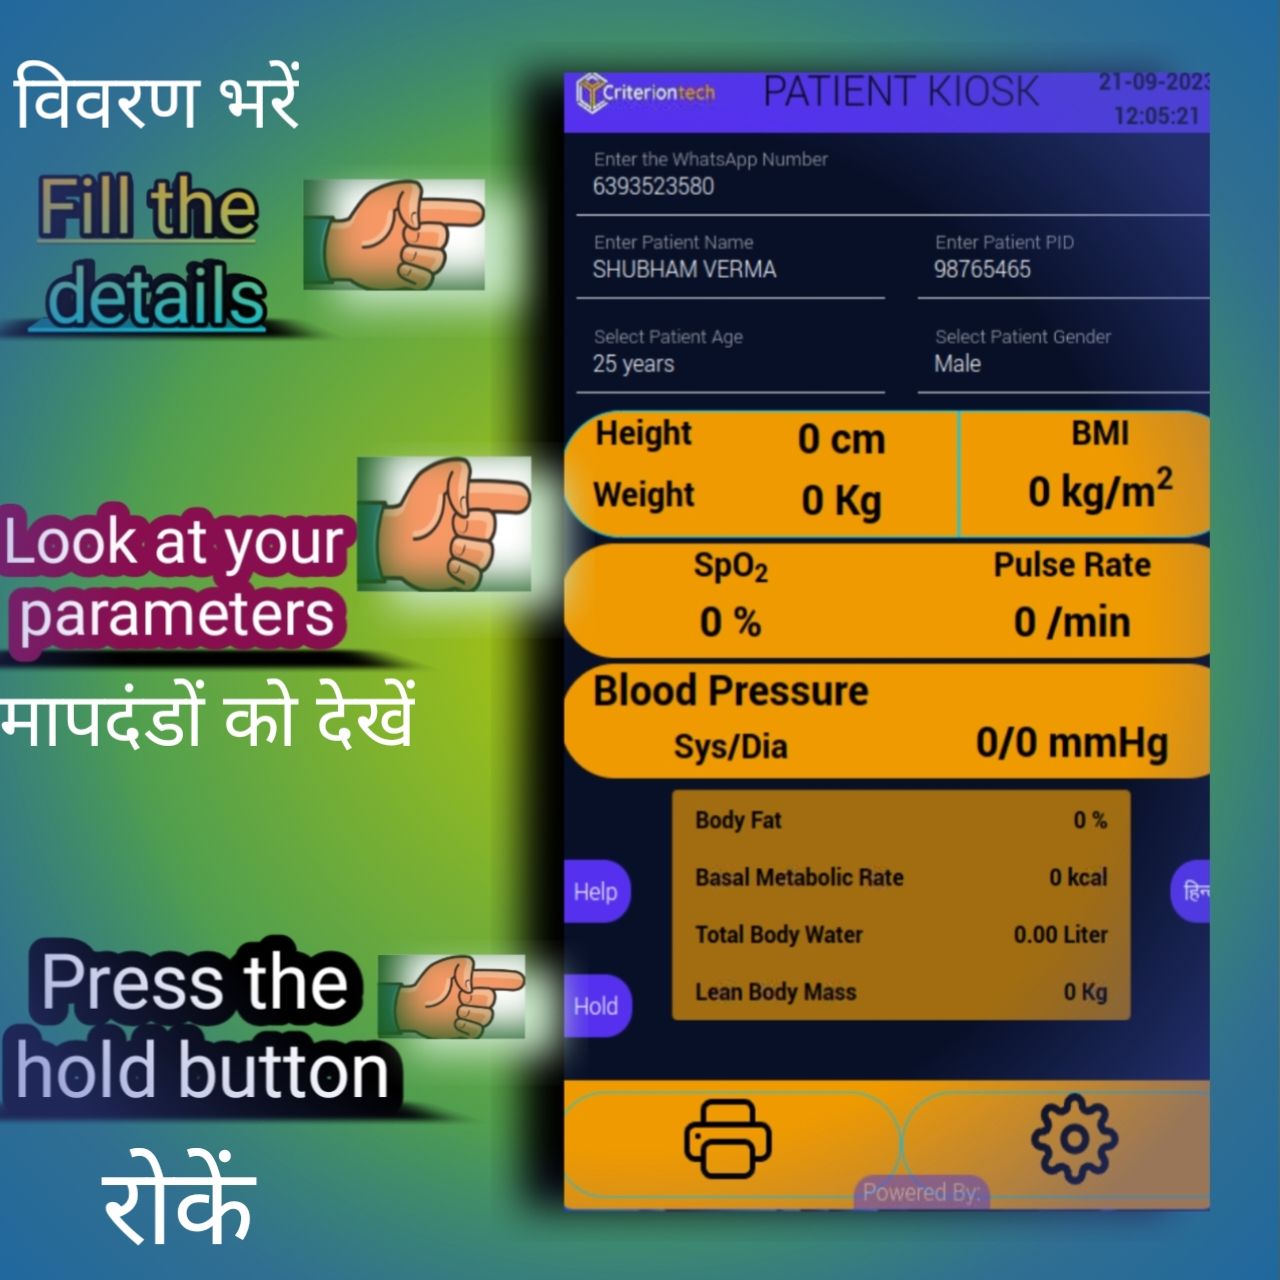 विवरण भरें
Fill the
details
Look at your
parameters
मापदंडों को देखें
Press the
hold button
रोकें
Criteriontech
PATIENT KIOSK
21-09-2023
12:05:21
Enter the WhatsApp Number
6393523580
Enter Patient Name
SHUBHAM VERMA
Enter Patient PID
98765465
Select Patient Age
25 years
Select Patient Gender
Male
Height 0 cm
Weight 0 Kg
BMI
0 kg/m²
SpO₂
0 %
Pulse Rate
0 /min
Blood Pressure
Sys/Dia 0/0 mmHg
Body Fat 0 %
Basal Metabolic Rate 0 kcal
Total Body Water 0.00 Liter
Lean Body Mass 0 Kg
Help
Hold
Powered By: